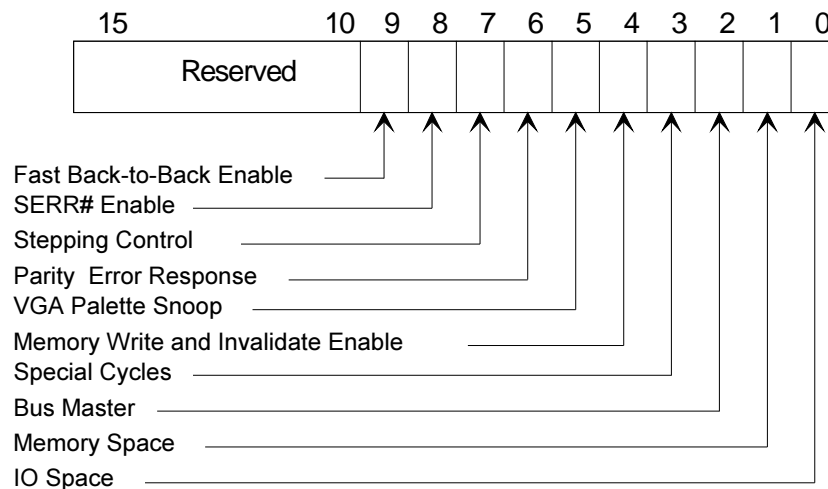 15 10 9 8 7 6 5 4 3 2 1 0
Reserved
Fast Back-to-Back Enable
SERR# Enable
Stepping Control
Parity Error Response
VGA Palette Snoop
Memory Write and Invalidate Enable
Special Cycles
Bus Master
Memory Space
IO Space